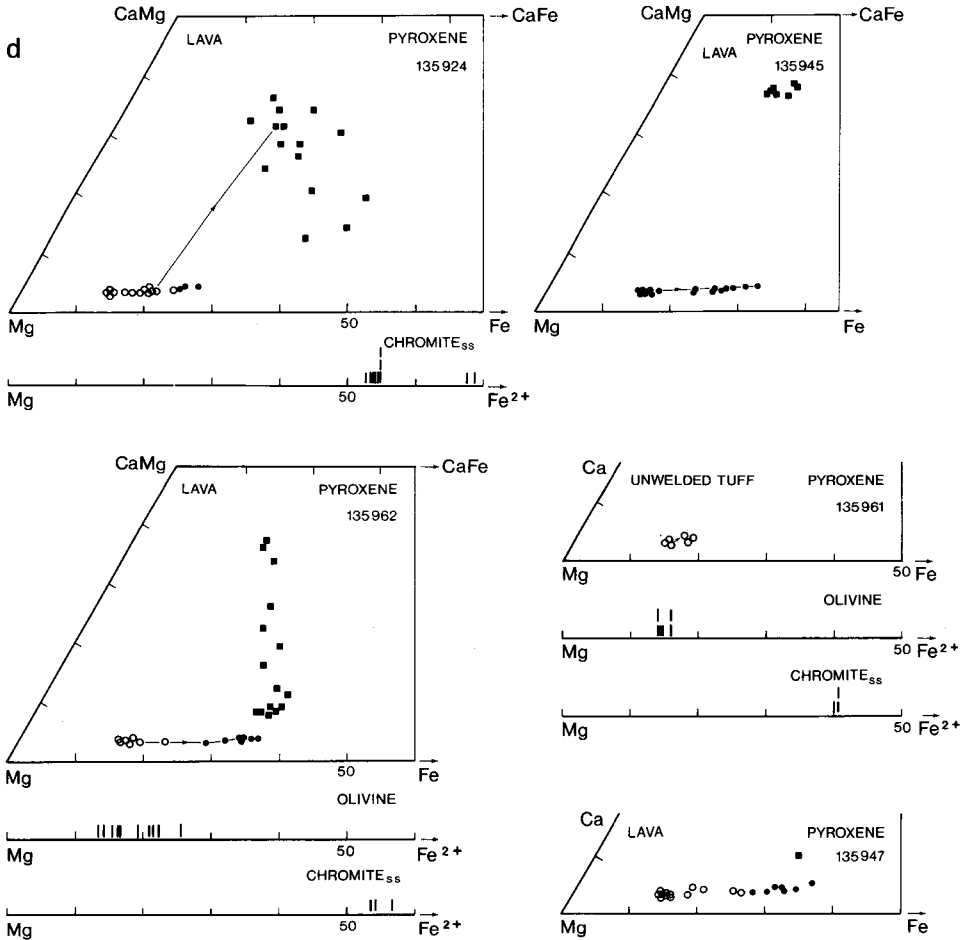 d
CaMg
CaFe
LAVA
PYROXENE
135924
50
Mg
Fe
CHROMITEss
50
Mg
Fe2+
CaMg
CaFe
PYROXENE
LAVA
135945
Mg
Fe
CaMg
CaFe
LAVA
PYROXENE
135962
50
Mg
Fe
OLIVINE
50
Mg
Fe2+
CHROMITEss
50
Mg
Fe2+
Ca
UNWELDED TUFF
PYROXENE
135961
50
Mg
Fe
OLIVINE
50
Mg
Fe2+
CHROMITEss
50
Mg
Fe2+
Ca
LAVA
PYROXENE
135947
Mg
Fe